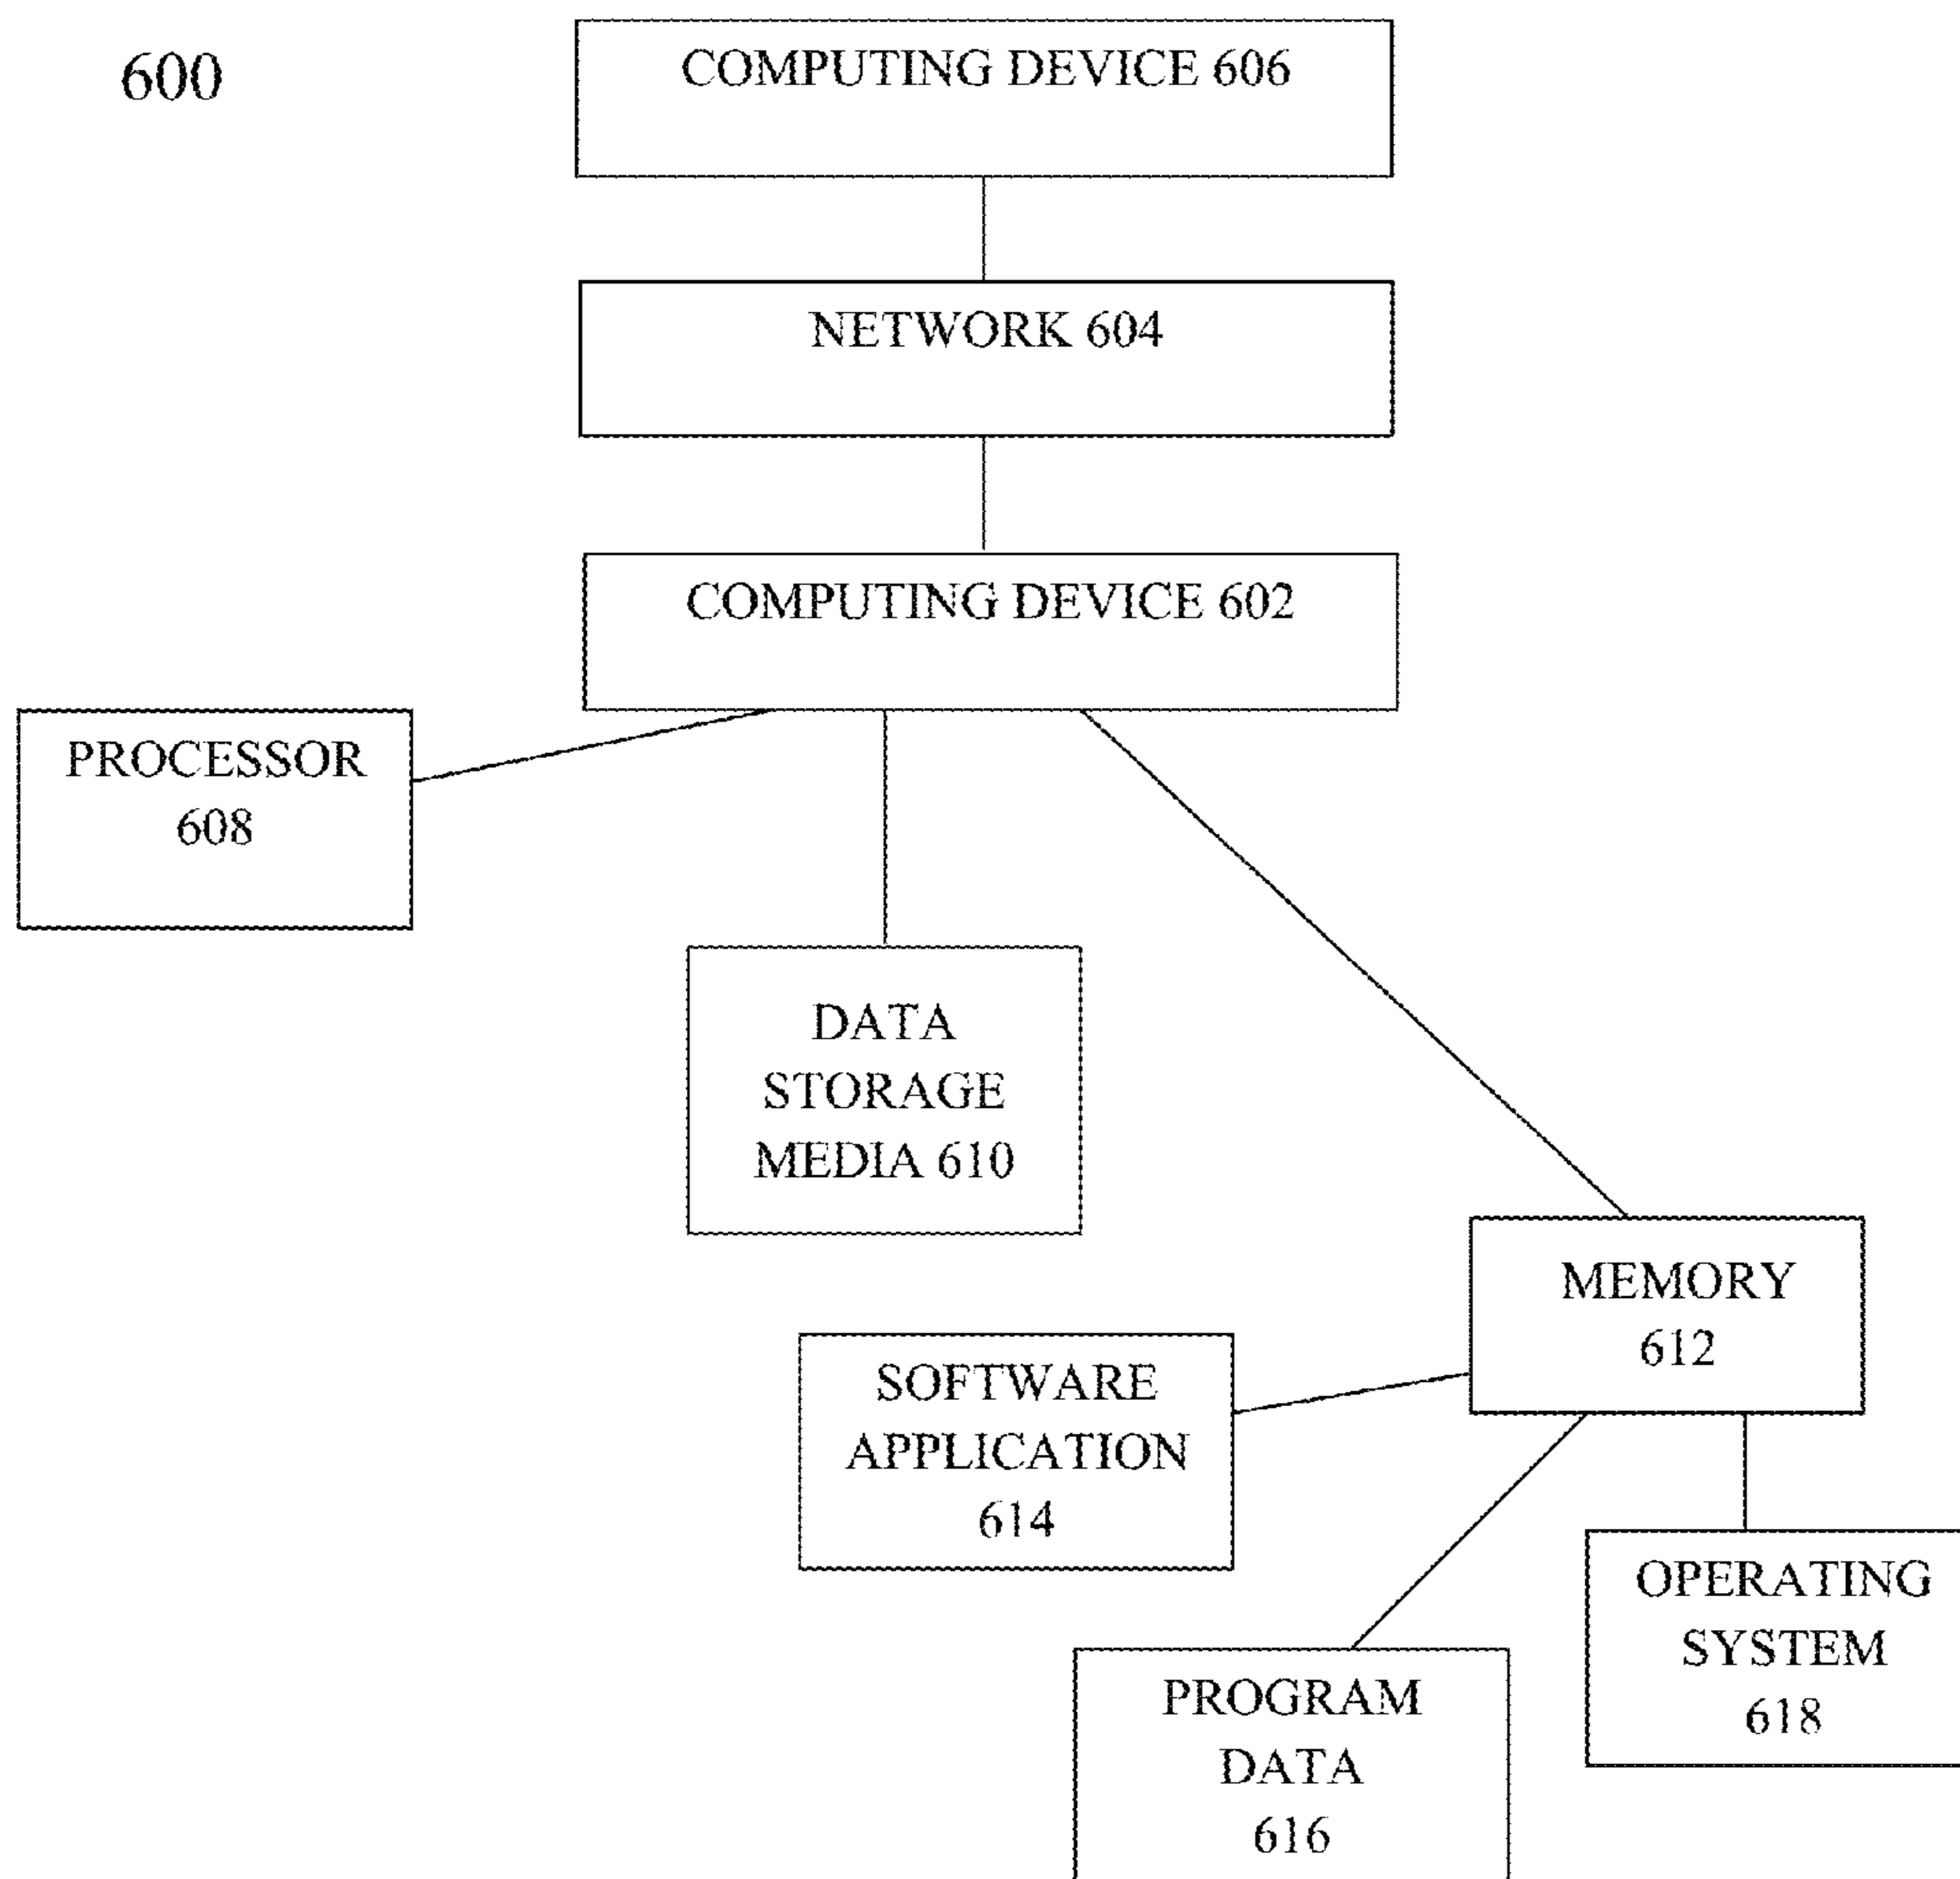 600
COMPUTING DEVICE 606
NETWORK 604
COMPUTING DEVICE 602
PROCESSOR
608
DATA
STORAGE
MEDIA 610
MEMORY
612
SOFTWARE
APPLICATION
614
OPERATING
SYSTEM
618
PROGRAM
DATA
616